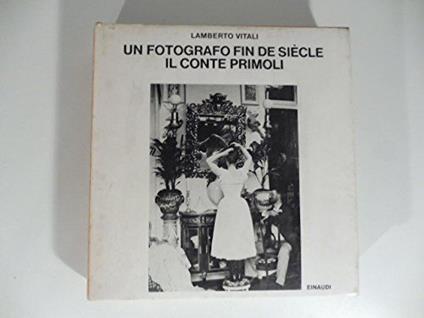 LAMBERTO VITALI
UN FOTOGRAFO FIN DE SIÈCLE
IL CONTE PRIMOLI
EINAUDI